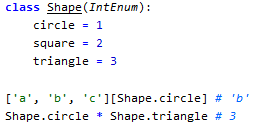 class Shape(IntEnum):
    circle = 1
    square = 2
    triangle = 3
['a', 'b', 'c'][Shape.circle] # 'b'
Shape.circle * Shape.triangle # 3